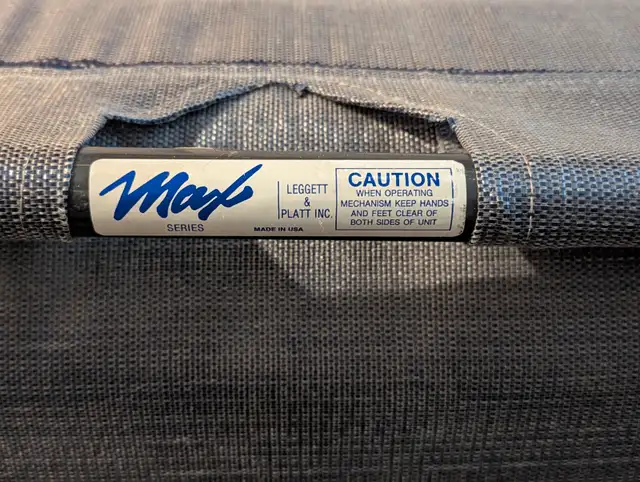 Max
SERIES
LEGGETT
&
PLATT INC.
MADE IN USA
CAUTION
WHEN OPERATING
MECHANISM KEEP HANDS
AND FEET CLEAR OF
BOTH SIDES OF UNIT